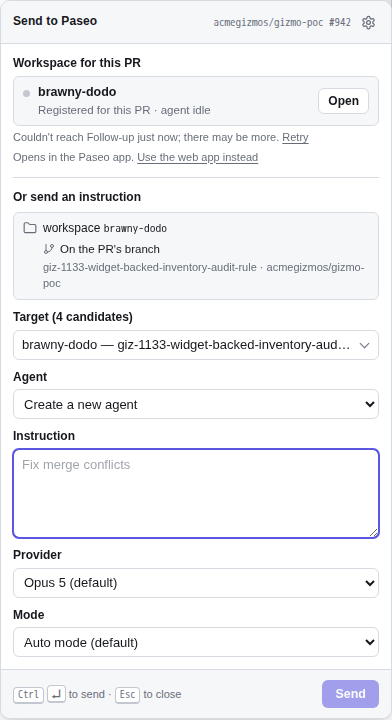 Send to Paseo
acmegizmos/gizmo-poc #942
Workspace for this PR
brawny-dodo
Registered for this PR · agent idle
Open
Couldn't reach Follow-up just now; there may be more. Retry
Opens in the Paseo app. Use the web app instead
Or send an instruction
workspace brawny-dodo
On the PR's branch
giz-1133-widget-backed-inventory-audit-rule · acmegizmos/gizmo-
poc
Target (4 candidates)
brawny-dodo — giz-1133-widget-backed-inventory-aud…
Agent
Create a new agent
Instruction
Fix merge conflicts
Provider
Opus 5 (default)
Mode
Auto mode (default)
Ctrl ↵ to send · Esc to close
Send